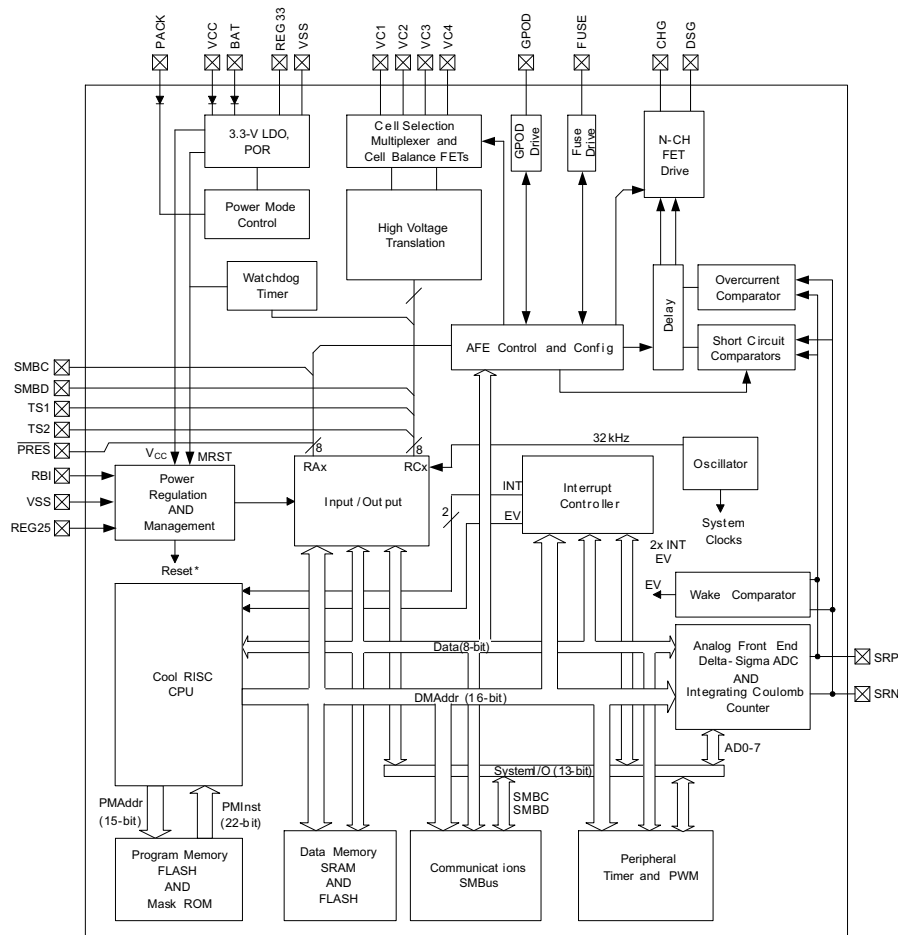 PACK
VCC
BAT
REG33
VSS
VC1
VC2
VC3
VC4
GPOD
FUSE
CHG
DSG
3.3-V LDO,
POR
Cell Selection
Multiplexer and
Cell Balance FETs
GPOD
Drive
Fuse
Drive
N-CH
FET
Drive
Power Mode
Control
High Voltage
Translation
Watchdog
Timer
Overcurrent
Comparator
Delay
AFE Control and Config
Short Circuit
Comparators
SMBC
SMBD
TS1
TS2
PRES
8
8
32kHz
VCC
MRST
RBI
VSS
REG25
Power
Regulation
AND
Management
RAx
RCx
Input/Output
INT
2
EV
Interrupt
Controller
Oscillator
System
Clocks
2x INT
EV
Reset*
EV
Wake Comparator
Cool RISC
CPU
Data(8-bit)
Analog Front End
Delta-Sigma ADC
AND
Integrating Coulomb
Counter
SRP
SRN
DMAddr (16-bit)
AD0-7
SystemI/O (13-bit)
SMBC
SMBD
PMAddr
(15-bit)
PMInst
(22-bit)
Program Memory
FLASH
AND
Mask ROM
Data Memory
SRAM
AND
FLASH
Communications
SMBus
Peripheral
Timer and PWM